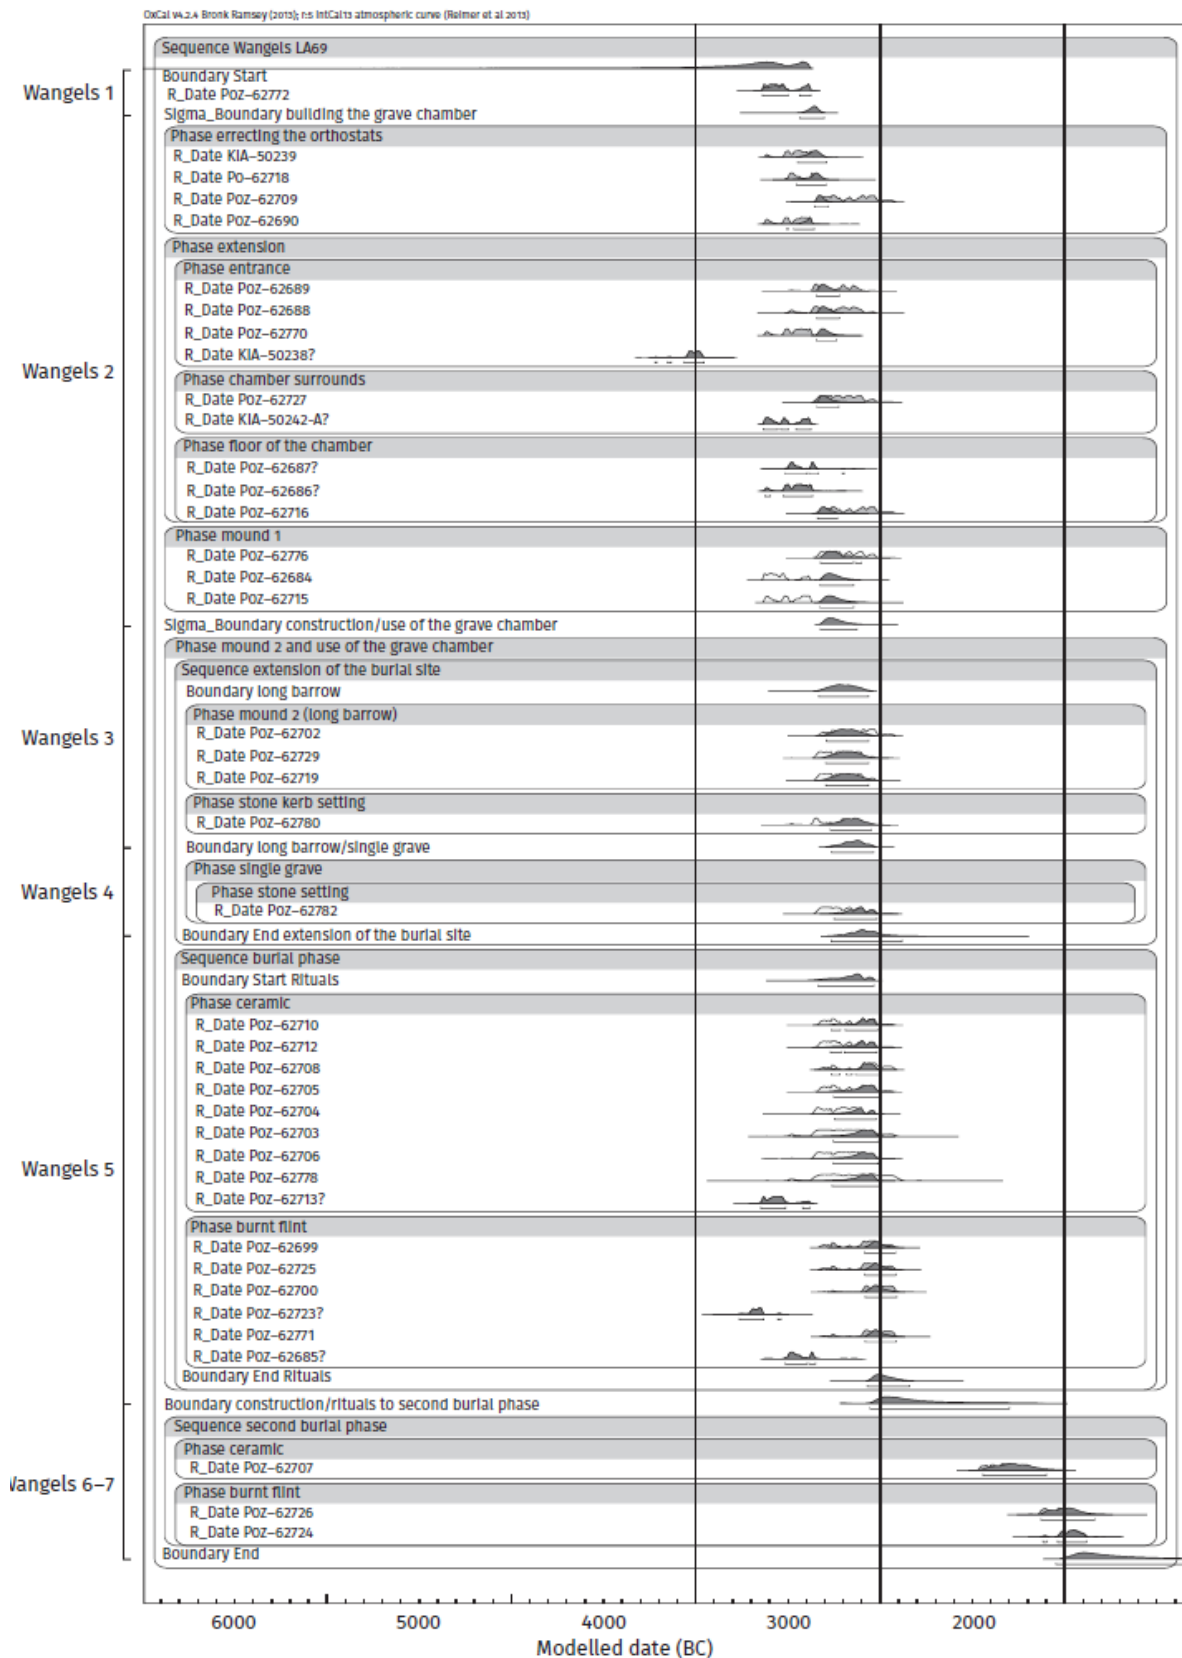 OxCal v4.2.4 Bronk Ramsey (2013); r:5 IntCal13 atmospheric curve (Reimer et al 2013)
Sequence Wangels LA69
Boundary Start
Wangels 1
R_Date Poz–62772
Sigma_Boundary building the grave chamber
Phase errecting the orthostats
R_Date KIA–50239
R_Date Po–62718
R_Date Poz–62709
R_Date Poz–62690
Phase extension
Phase entrance
R_Date Poz–62689
R_Date Poz–62688
R_Date Poz–62770
R_Date KIA–50238?
Wangels 2
Phase chamber surrounds
R_Date Poz–62727
R_Date KIA–50242-A?
Phase floor of the chamber
R_Date Poz–62687?
R_Date Poz–62686?
R_Date Poz–62716
Phase mound 1
R_Date Poz–62776
R_Date Poz–62684
R_Date Poz–62715
Sigma_Boundary construction/use of the grave chamber
Phase mound 2 and use of the grave chamber
Sequence extension of the burial site
Boundary long barrow
Phase mound 2 (long barrow)
R_Date Poz–62702
Wangels 3
R_Date Poz–62729
R_Date Poz–62719
Phase stone kerb setting
R_Date Poz–62780
Boundary long barrow/single grave
Phase single grave
Wangels 4
Phase stone setting
R_Date Poz–62782
Boundary End extension of the burial site
Sequence burial phase
Boundary Start Rituals
Phase ceramic
R_Date Poz–62710
R_Date Poz–62712
R_Date Poz–62708
R_Date Poz–62705
R_Date Poz–62704
R_Date Poz–62703
R_Date Poz–62706
Wangels 5
R_Date Poz–62778
R_Date Poz–62713?
Phase burnt flint
R_Date Poz–62699
R_Date Poz–62725
R_Date Poz–62700
R_Date Poz–62723?
R_Date Poz–62771
R_Date Poz–62685?
Boundary End Rituals
Boundary construction/rituals to second burial phase
Sequence second burial phase
Phase ceramic
R_Date Poz–62707
Wangels 6–7
Phase burnt flint
R_Date Poz–62726
R_Date Poz–62724
Boundary End
6000 5000 4000 3000 2000
Modelled date (BC)